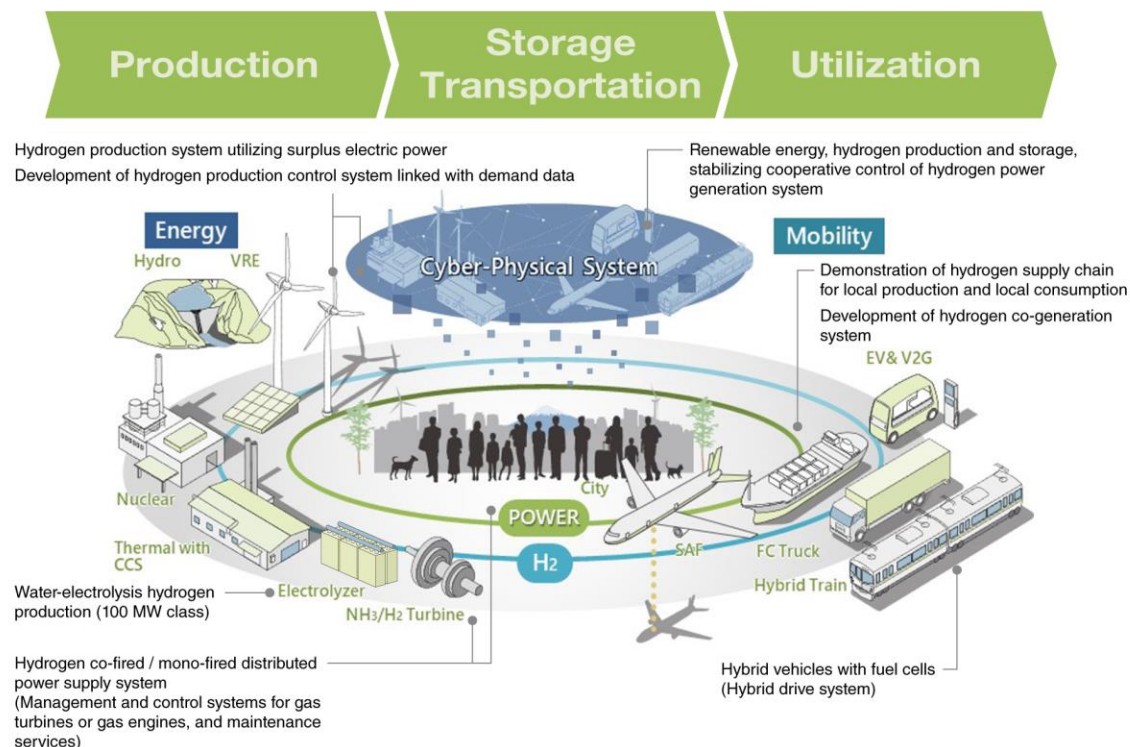 Production
Storage
Transportation
Utilization
Hydrogen production system utilizing surplus electric power
Development of hydrogen production control system linked with demand data
Renewable energy, hydrogen production and storage,
stabilizing cooperative control of hydrogen power
generation system
Energy
Hydro
VRE
Cyber-Physical System
Mobility
Demonstration of hydrogen supply chain
for local production and local consumption
Development of hydrogen co-generation
system
EV& V2G
Nuclear
City
POWER
Thermal with
CCS
H2
SAF
FC Truck
Hybrid Train
Electrolyzer
NH3/H2 Turbine
Water-electrolysis hydrogen
production (100 MW class)
Hydrogen co-fired / mono-fired distributed
power supply system
(Management and control systems for gas
turbines or gas engines, and maintenance
services)
Hybrid vehicles with fuel cells
(Hybrid drive system)